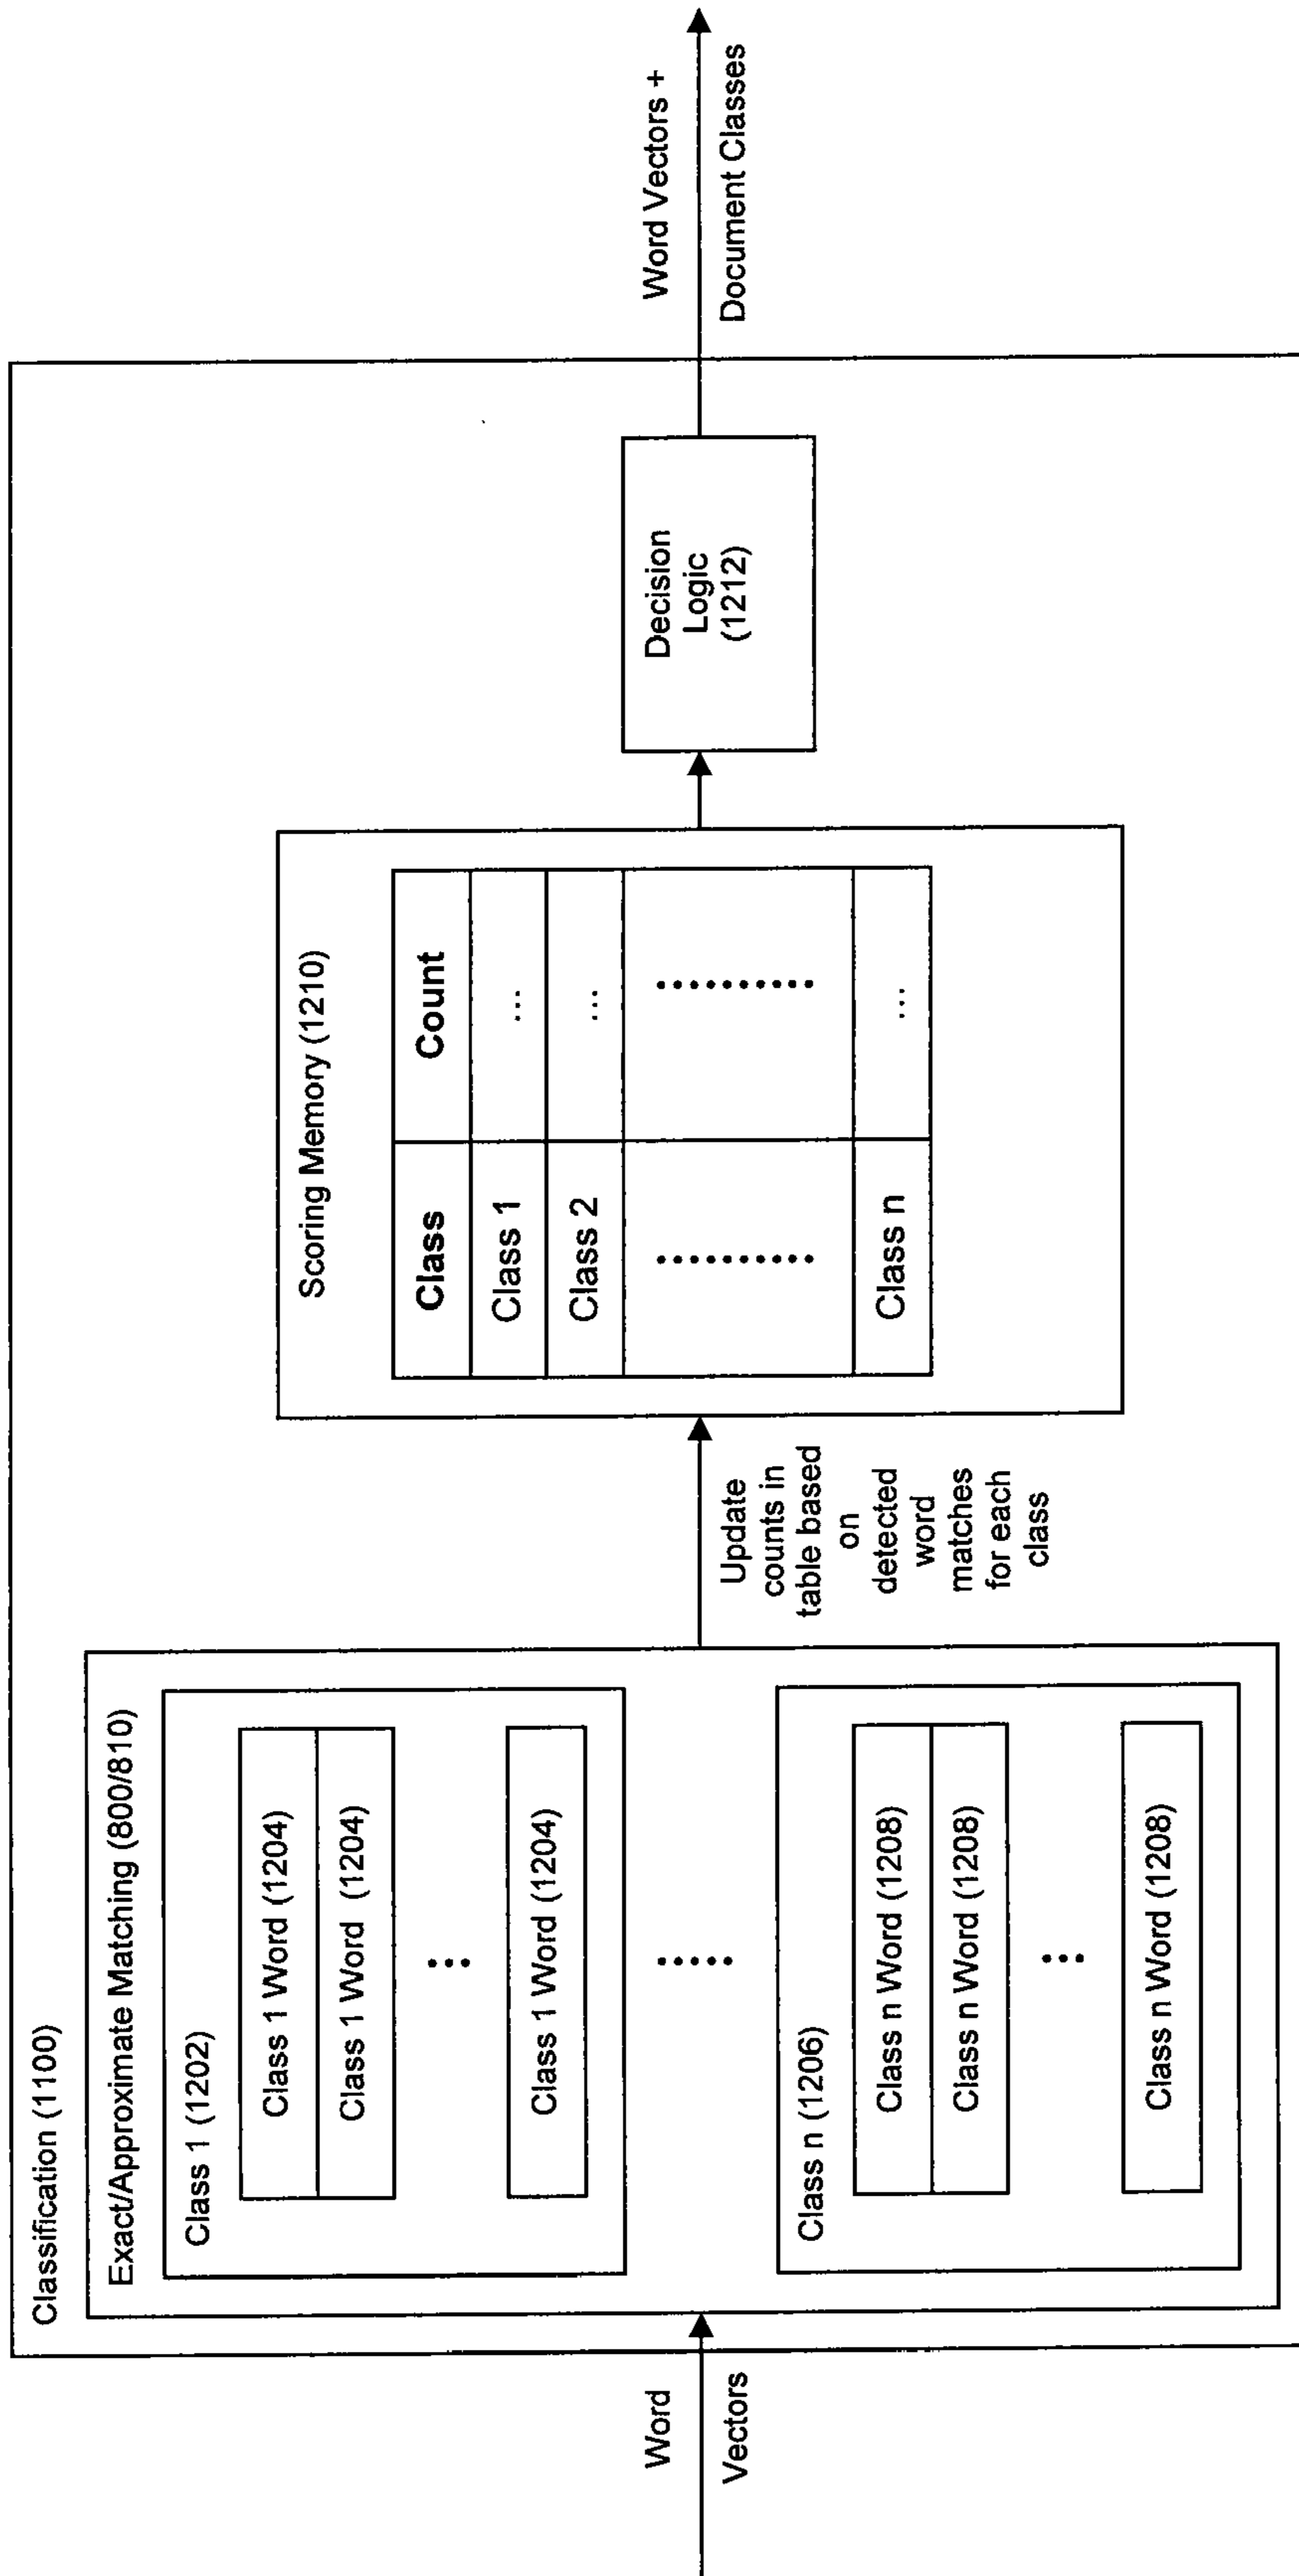 Classification (1100)
Word
Vectors
Exact/Approximate Matching (800/810)
Class 1 (1202)
Class 1 Word (1204)
Class 1 Word (1204)
...
Class 1 Word (1204)
.....
Class n (1206)
Class n Word (1208)
Class n Word (1208)
...
Class n Word (1208)
Update
counts in
table based
on
detected
word
matches
for each
class
Scoring Memory (1210)
Class Count
Class 1 ...
Class 2 ...
.......... ..........
Class n ...
Decision
Logic
(1212)
Word Vectors +
Document Classes